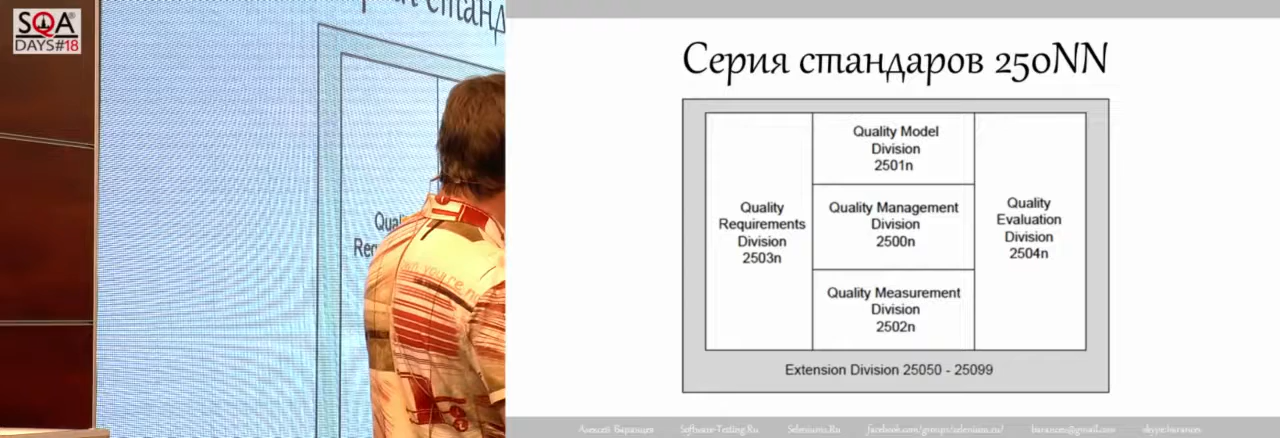 SQA
DAYS#18
Серия стандаров 250NN
Quality Model
Division
2501n
Quality
Requirements
Division
2503n
Quality Management
Division
2500n
Quality
Evaluation
Division
2504n
Quality Measurement
Division
2502n
Extension Division 25050 - 25099
Алексей Баранцев Software-Testing.Ru Selenium2.Ru facebook.com/groups/selenium.ru/ barancev@gmail.com skype:barancev